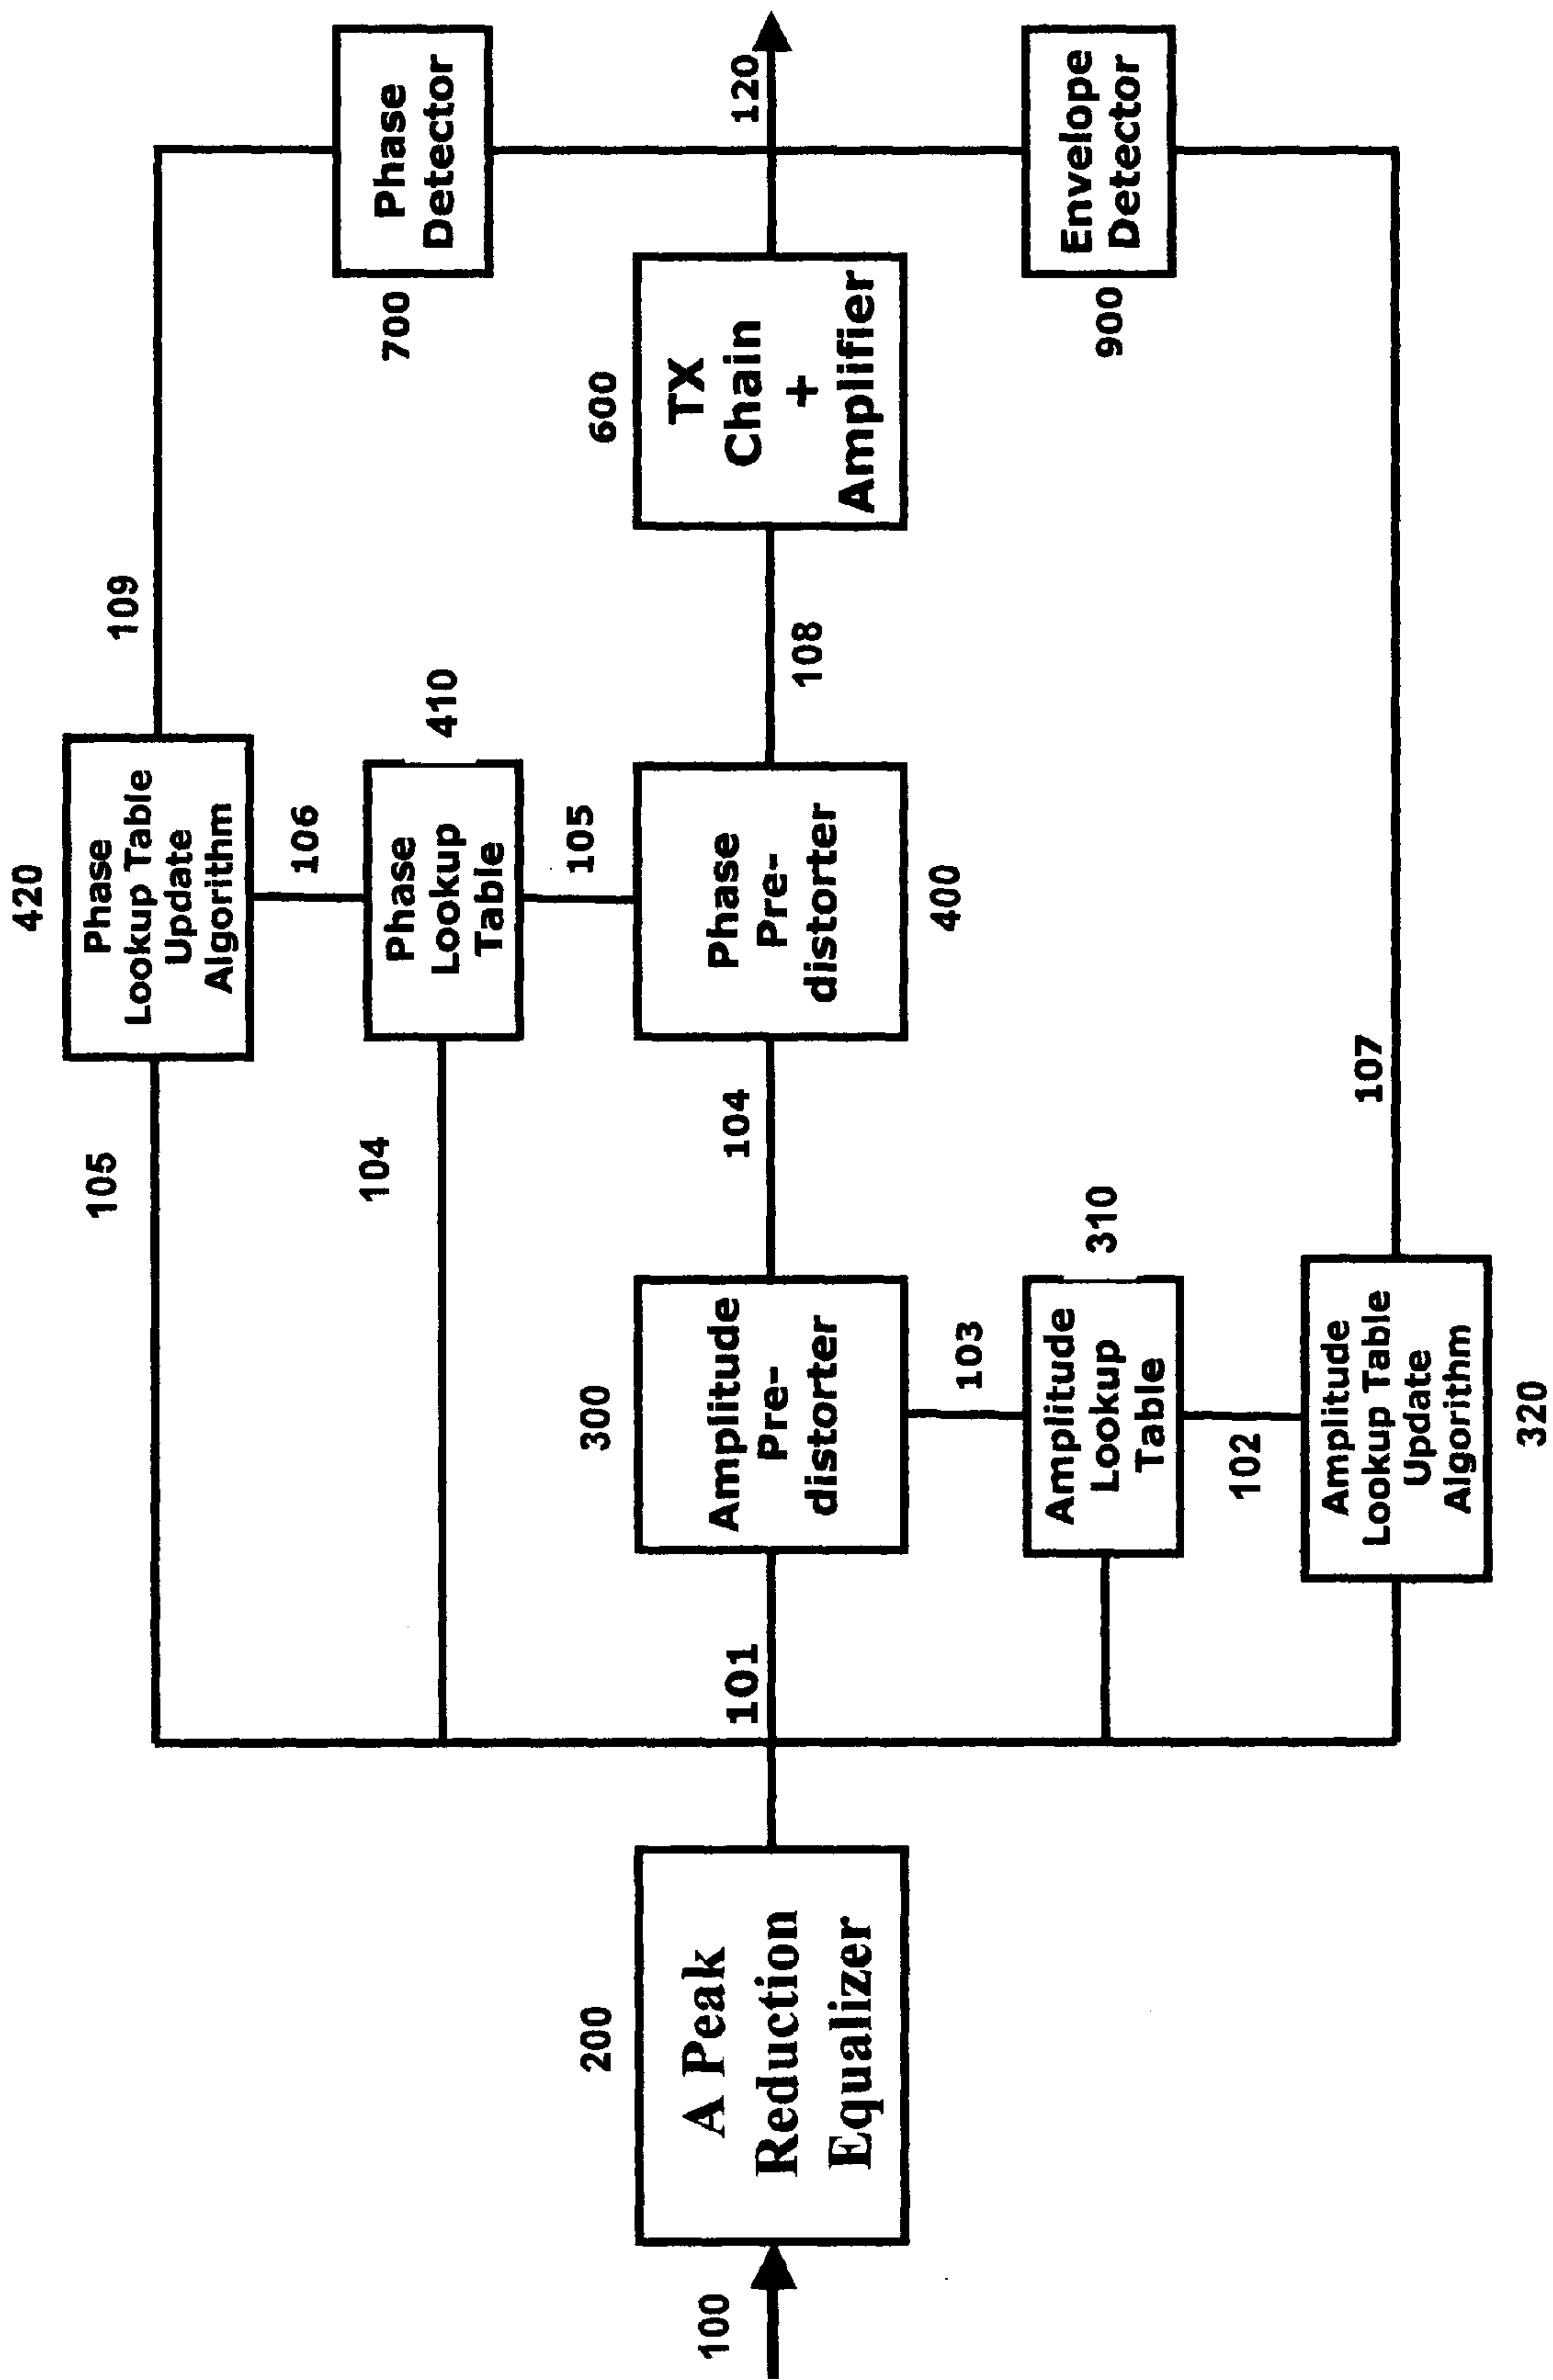 420
Phase
Lookup Table
Update
Algorithm
105
109
106
Phase
Detector
700
104
Phase
Lookup
Table
410
105
100
200
A Peak
Reduction
Equalizer
101
300
Amplitude
Pre-
distorter
104
Phase
Pre-
distorter
400
108
600
TX
Chain
+
Amplifier
120
103
Amplitude
Lookup
Table
310
900
Envelope
Detector
102
Amplitude
Lookup Table
Update
Algorithm
320
107